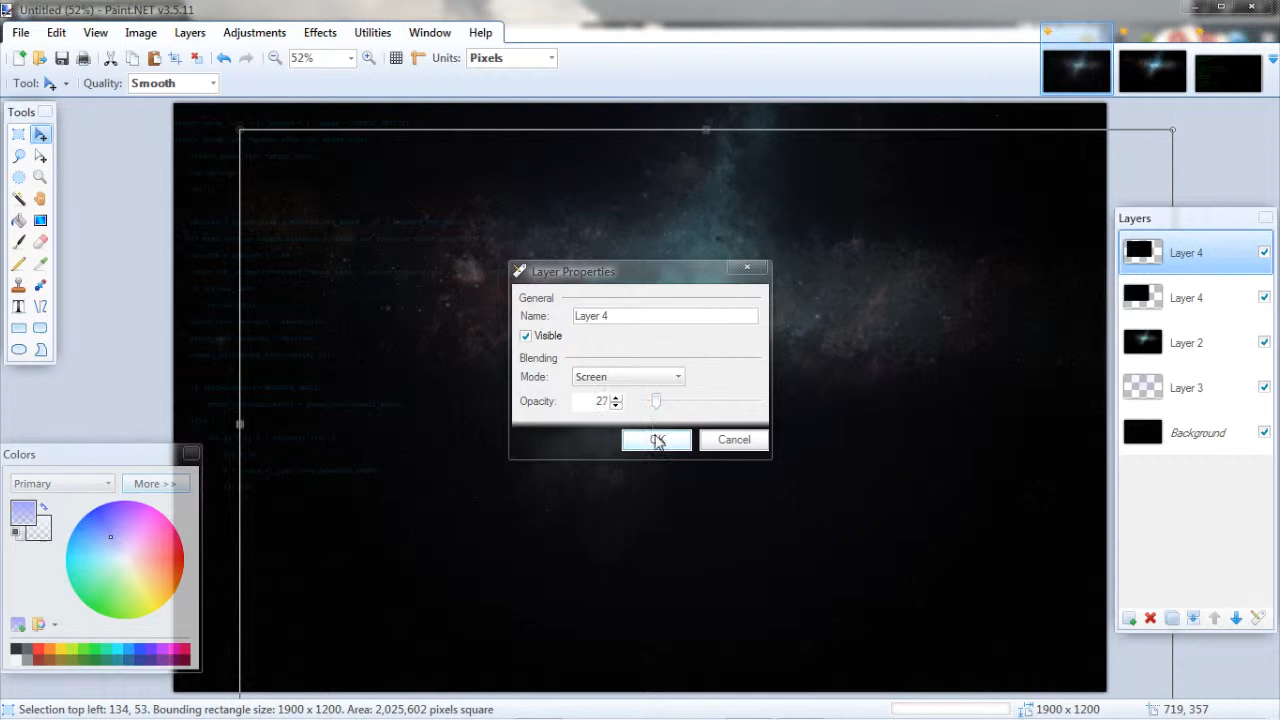 Untitled (52%) - Paint.NET v3.5.11
File Edit View Image Layers Adjustments Effects Utilities Window Help
52% Units: Pixels
Tool: Quality: Smooth
Tools
Layer Properties
General
Name: Layer 4
Visible
Blending
Mode: Screen
Opacity: 27
OK Cancel
Layers
Layer 4
Layer 4
Layer 2
Layer 3
Background
Colors
Primary More >>
Selection top left: 134, 53. Bounding rectangle size: 1900 x 1200. Area: 2,025,602 pixels square 1900 x 1200 719, 357